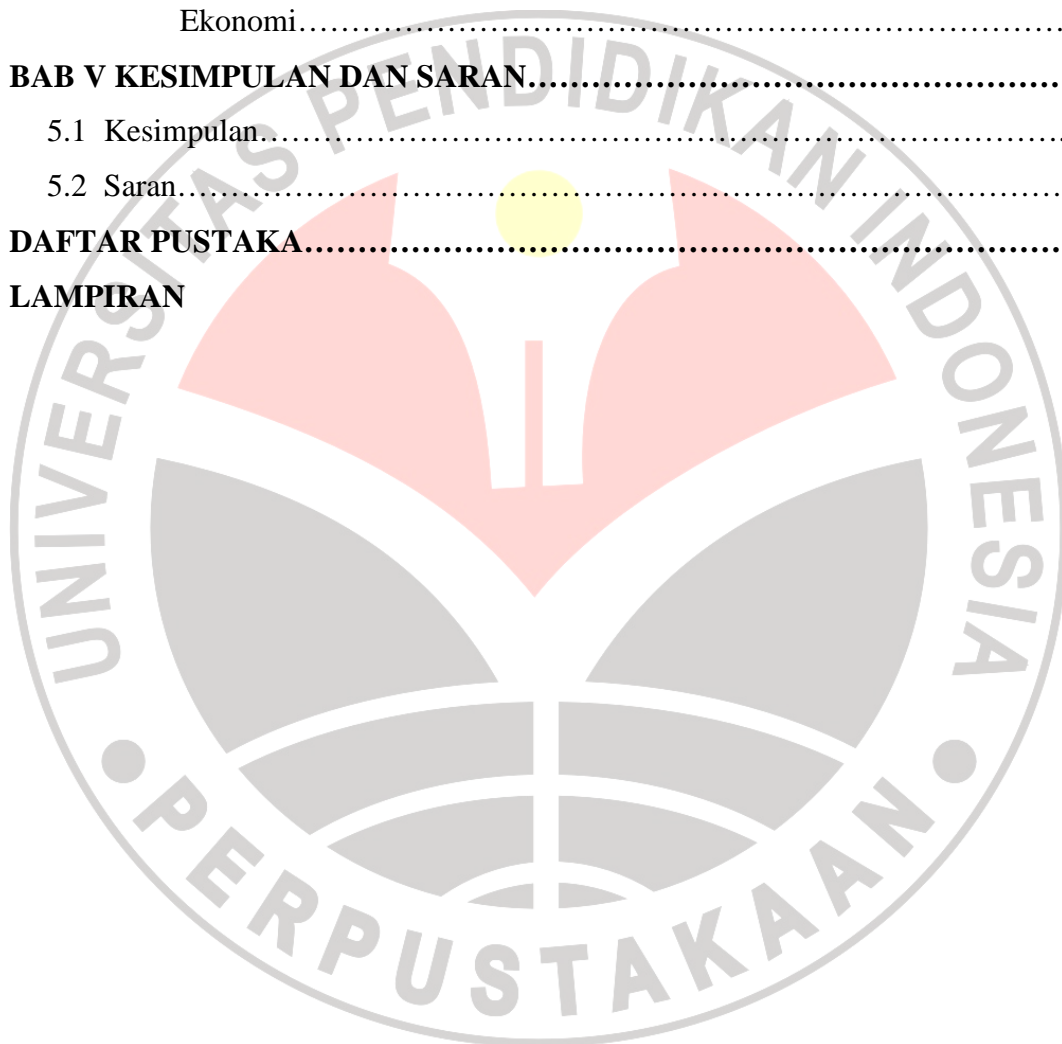 Ekonomi……………………………………………………………
BAB V KESIMPULAN DAN SARAN…………………………………………
5.1 Kesimpulan………………………………………………………………
5.2 Saran………………………………………………………………………
DAFTAR PUSTAKA………………………………………………………………
LAMPIRAN
UNIVERSITAS PENDIDIKAN INDONESIA
PERPUSTAKAAN